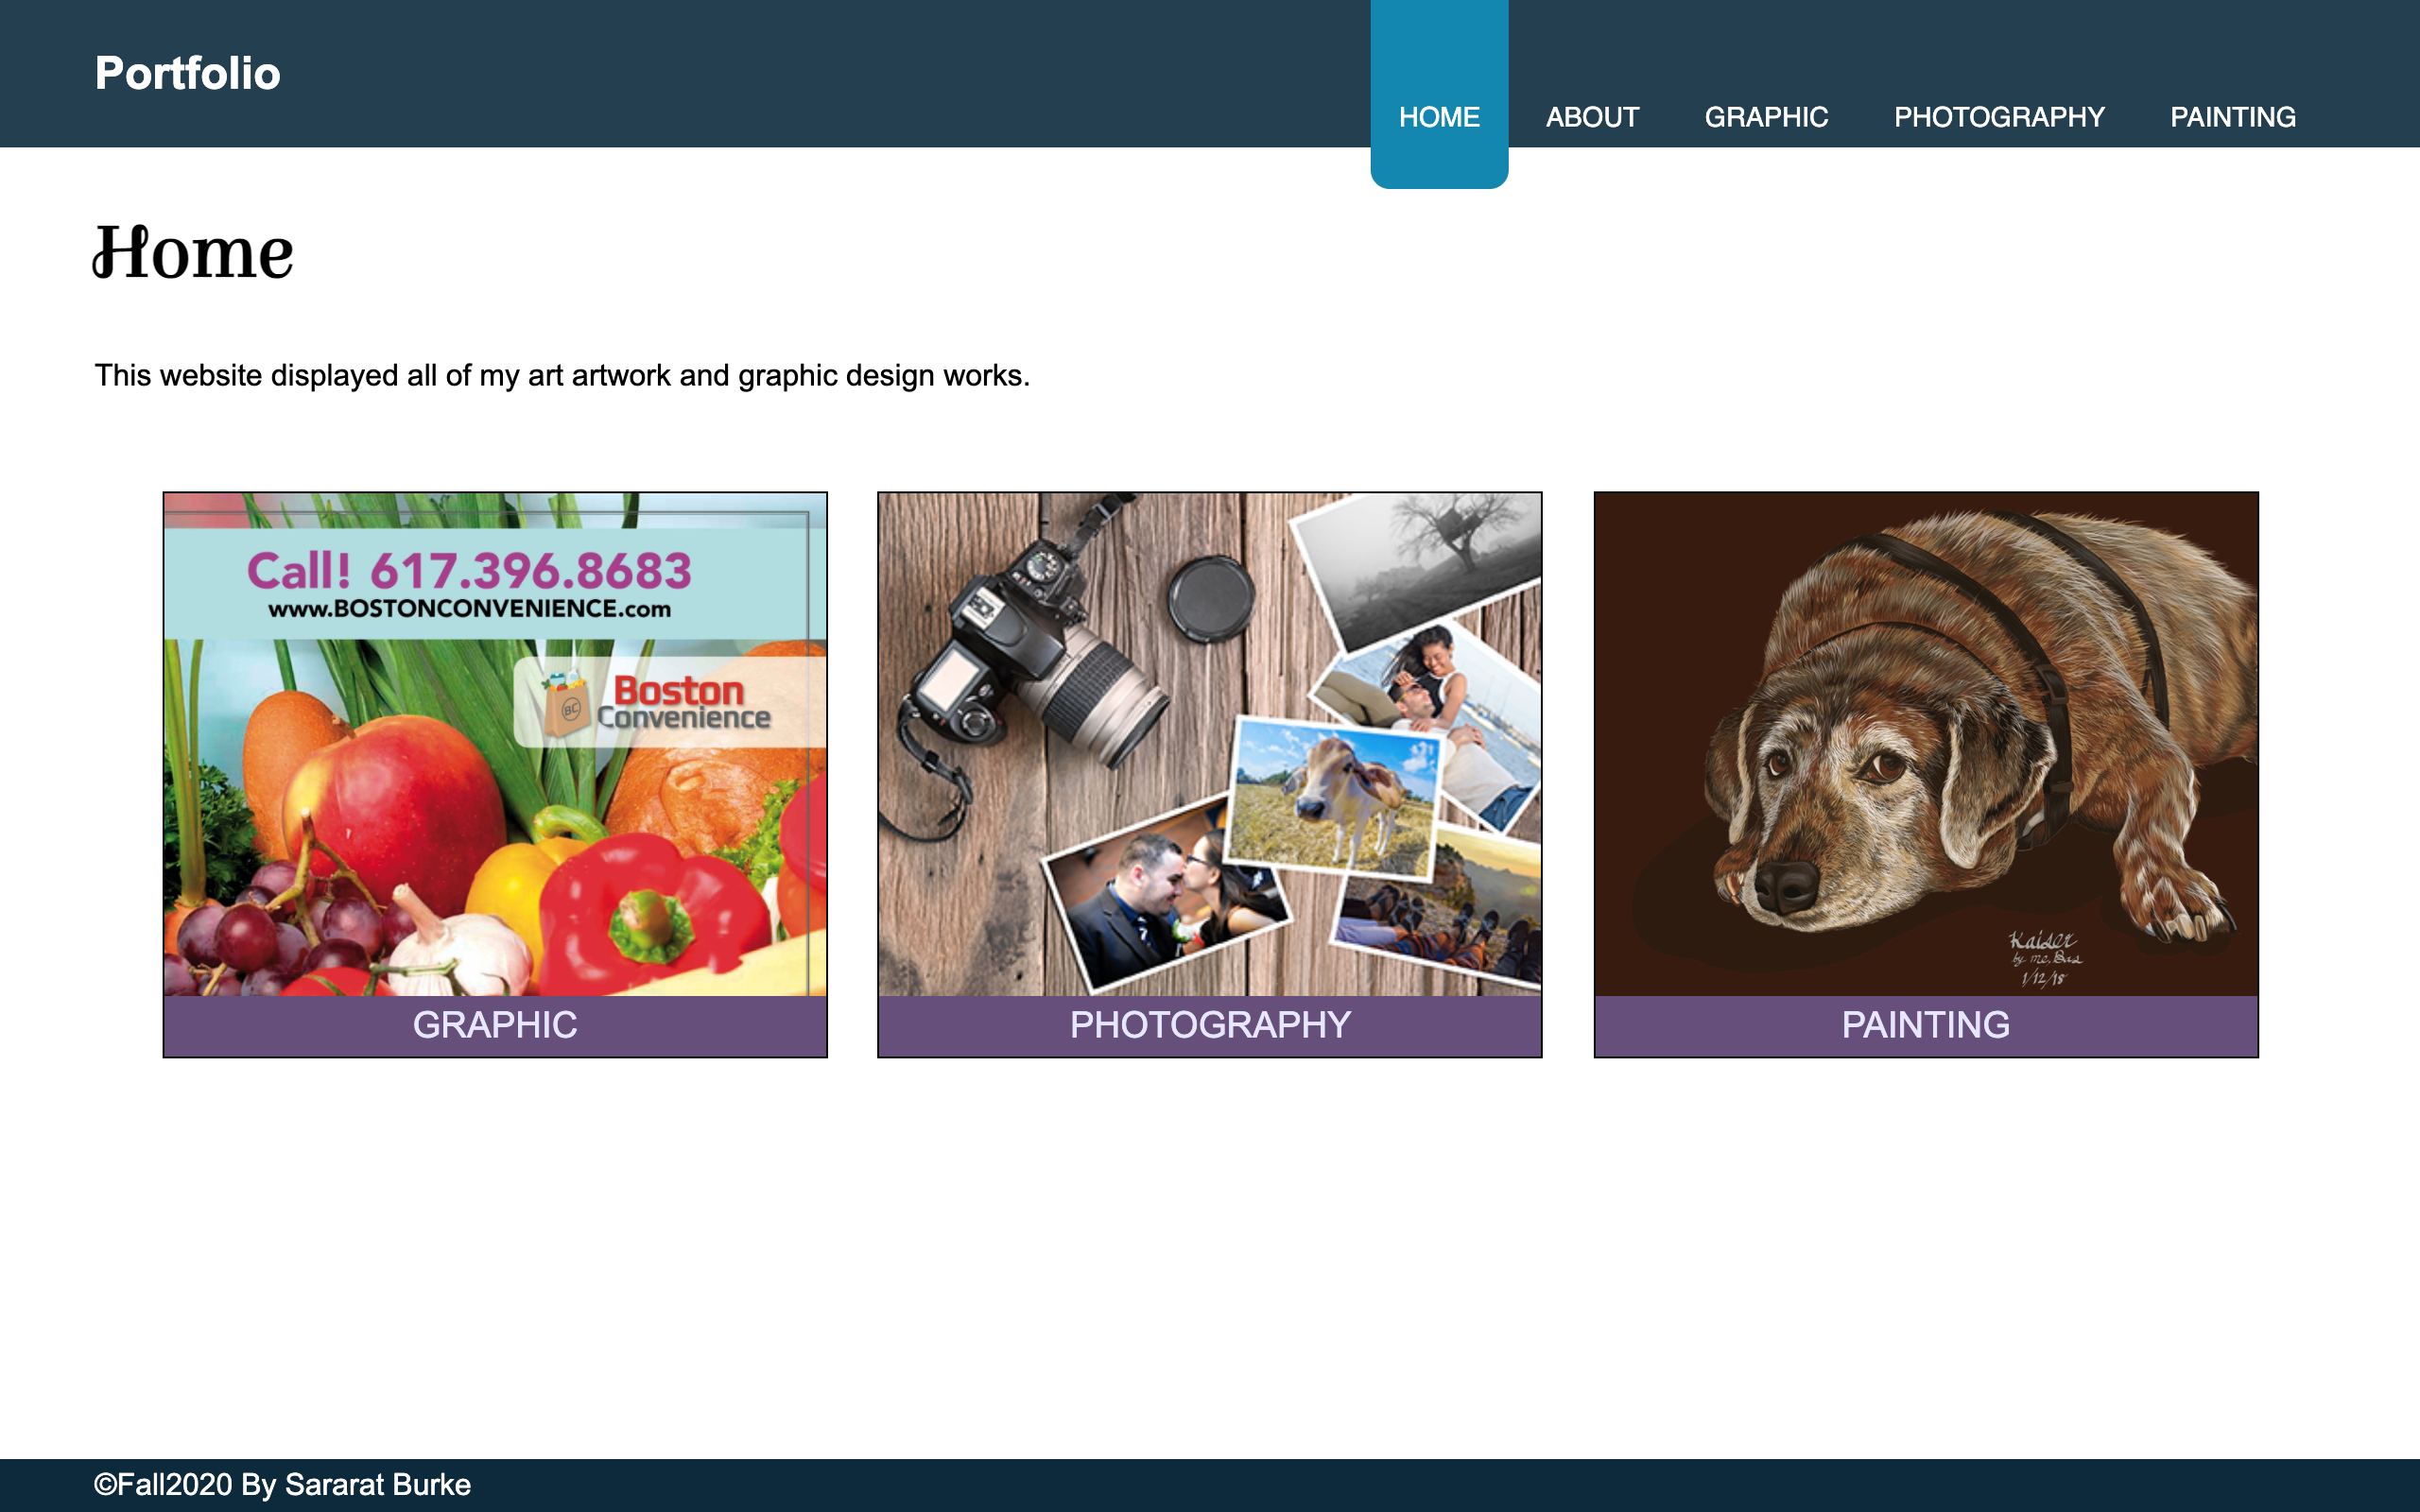 Portfolio
HOME ABOUT GRAPHIC PHOTOGRAPHY PAINTING
Home
This website displayed all of my art artwork and graphic design works.
Call! 617.396.8683
www.BOSTONCONVENIENCE.com
BC
Boston
Convenience
Kaiser
by me,
1/12/18
GRAPHIC
PHOTOGRAPHY
PAINTING
©Fall2020 By Sararat Burke